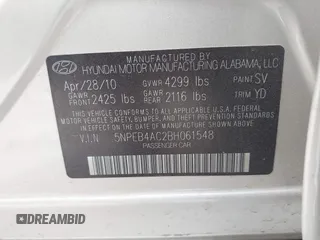 MANUFACTURED BY
HYUNDAI MOTOR MANUFACTURING ALABAMA, LLC
Apr/28/10 GVWR 4299 lbs PAINT SV
GAWR FRONT 2425 lbs GAWR REAR 2116 lbs TRIM YD
THIS VEHICLE CONFORMS TO ALL APPLICABLE U.S.
FEDERAL MOTOR VEHICLE SAFETY, BUMPER, AND
THEFT PREVENTION STANDARDS IN EFFECT ON THE
DATE OF MANUFACTURE SHOWN ABOVE.
V.I.N 5NPEB4AC2BH061548
PASSENGER CAR
DREAMBID